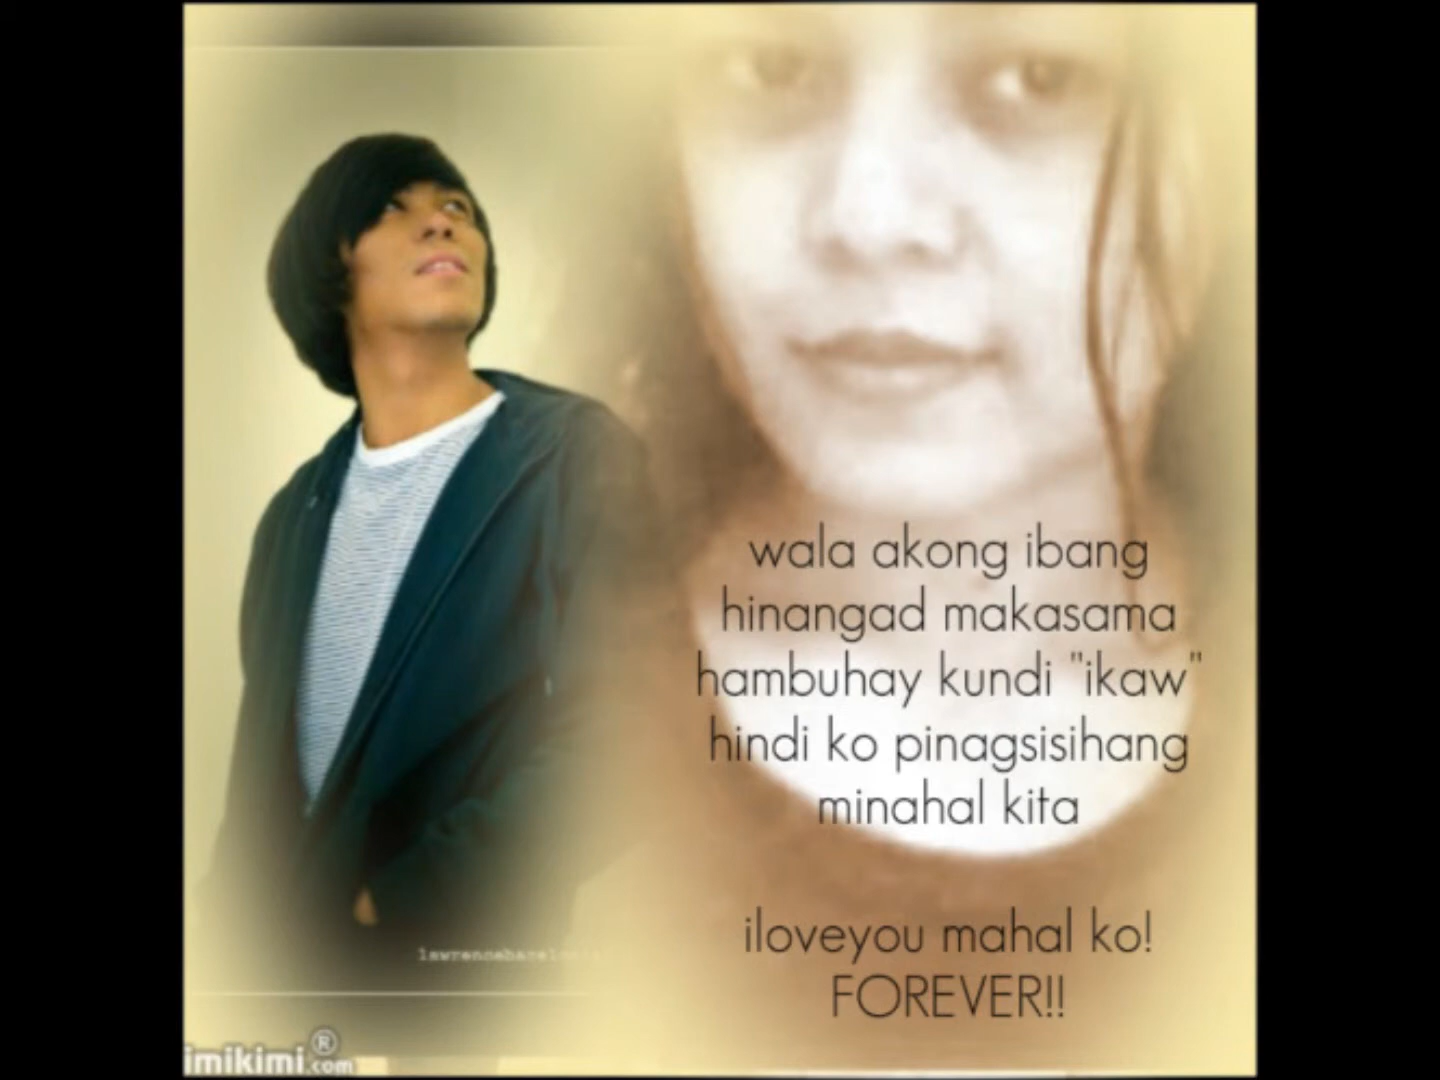 wala akong ibang
hinangad makasama
hambuhay kundi "ikaw"
hindi ko pinagsisihang
minahal kita
iloveyou mahal ko!
FOREVER!!
imikimi®.com